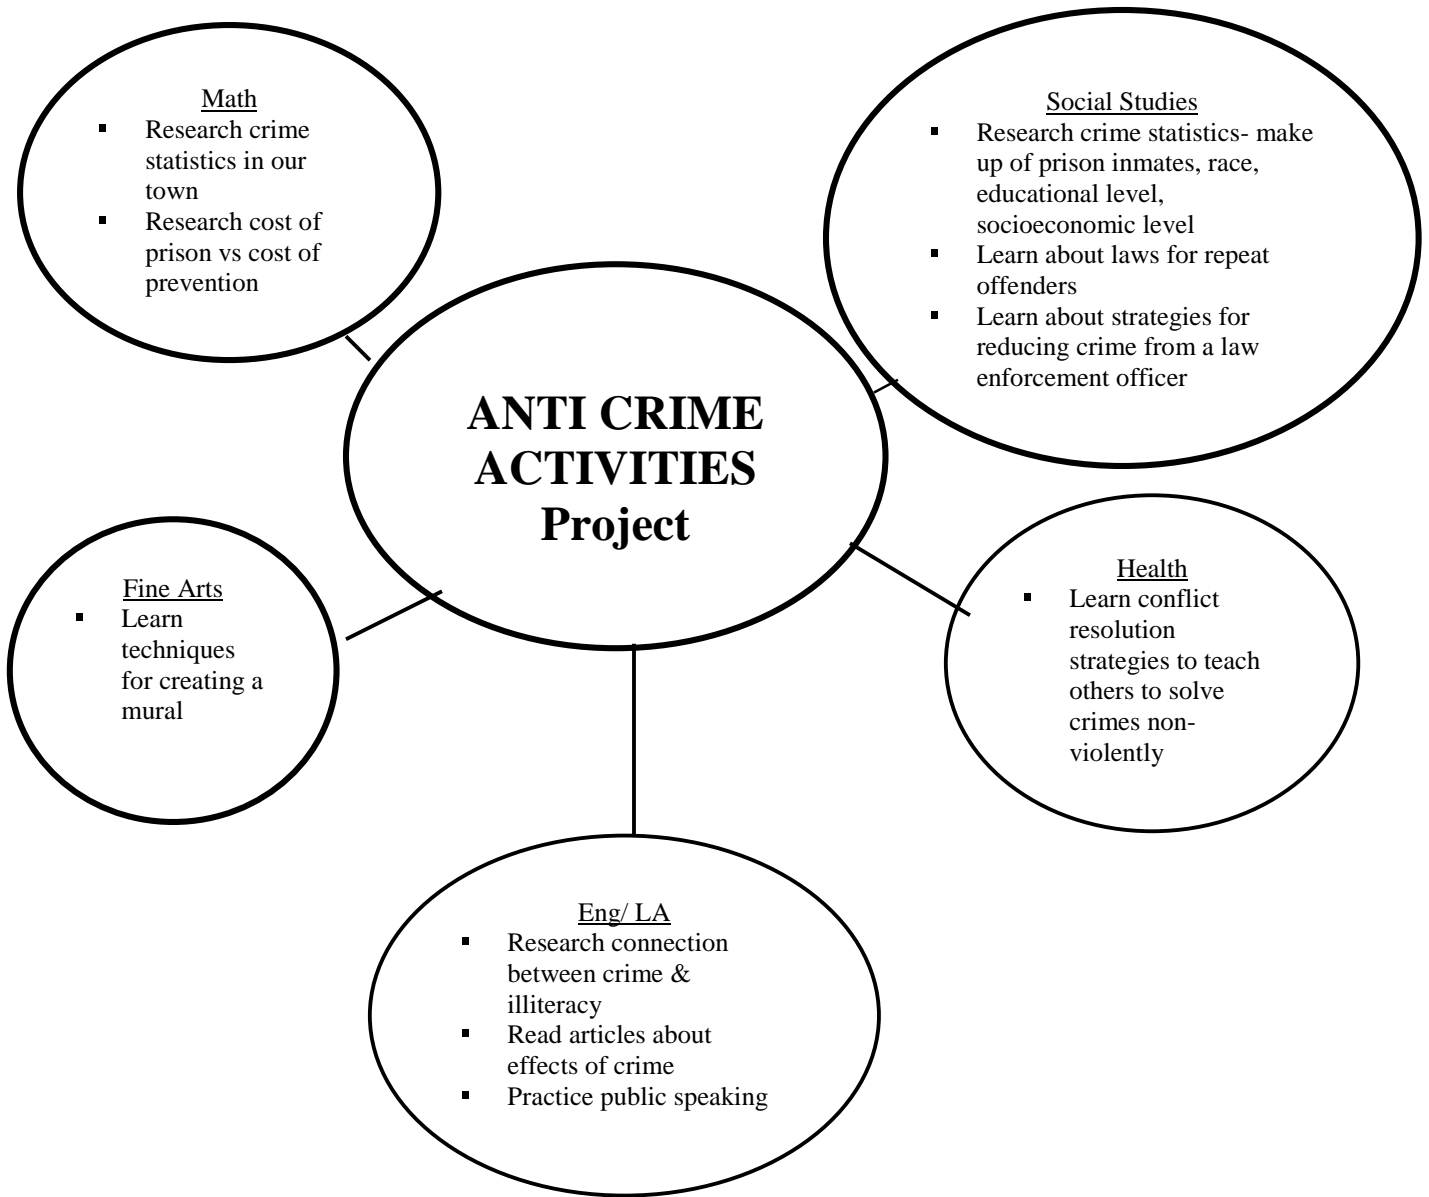 Math
▪ Research crime
statistics in our
town
▪ Research cost of
prison vs cost of
prevention
Social Studies
▪ Research crime statistics- make
up of prison inmates, race,
educational level,
socioeconomic level
▪ Learn about laws for repeat
offenders
▪ Learn about strategies for
reducing crime from a law
enforcement officer
ANTI CRIME
ACTIVITIES
Project
Fine Arts
▪ Learn
techniques
for creating a
mural
Health
▪ Learn conflict
resolution
strategies to teach
others to solve
crimes non-
violently
Eng/ LA
▪ Research connection
between crime &
illiteracy
▪ Read articles about
effects of crime
▪ Practice public speaking